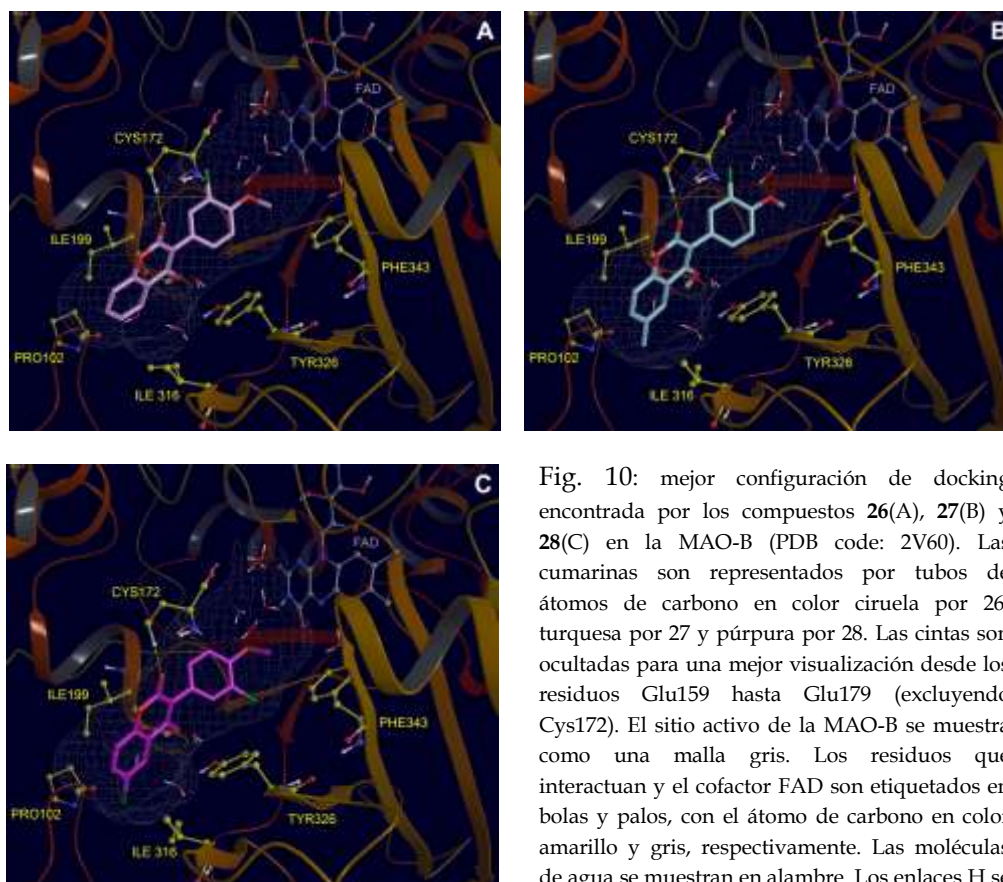 A
FAD
CYS172
ILE199
PHE343
PRO102
TYR326
ILE 316
B
FAD
CYS172
ILE199
PHE343
PRO102
TYR326
ILE 316
C
FAD
CYS172
ILE199
PHE343
PRO102
TYR326
ILE 316
Fig. 10: mejor configuración de docking
encontrada por los compuestos 26(A), 27(B) y
28(C) en la MAO-B (PDB code: 2V60). Las
cumarinas son representados por tubos de
átomos de carbono en color ciruela por 26,
turquesa por 27 y púrpura por 28. Las cintas son
ocultadas para una mejor visualización desde los
residuos Glu159 hasta Glu179 (excluyendo
Cys172). El sitio activo de la MAO-B se muestra
como una malla gris. Los residuos que
interactuan y el cofactor FAD son etiquetados en
bolas y palos, con el átomo de carbono en color
amarillo y gris, respectivamente. Las moléculas
de agua se muestran en alambre. Los enlaces H se